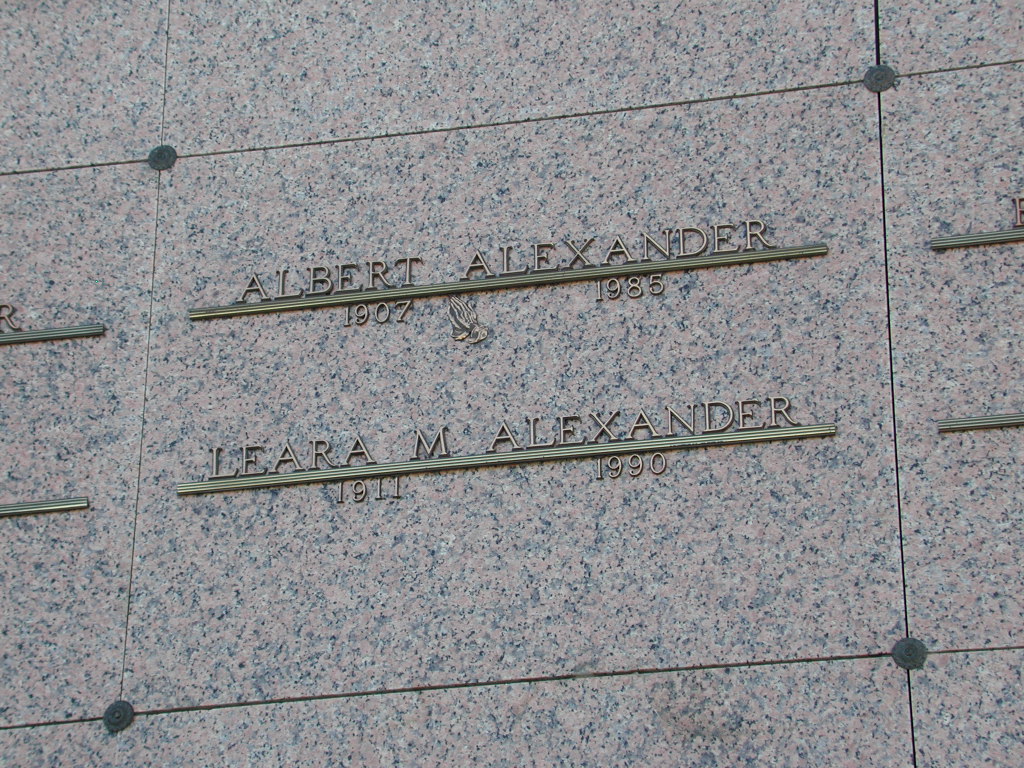 ALBERT ALEXANDER
1907 1985
LEARA M ALEXANDER
1911 1990